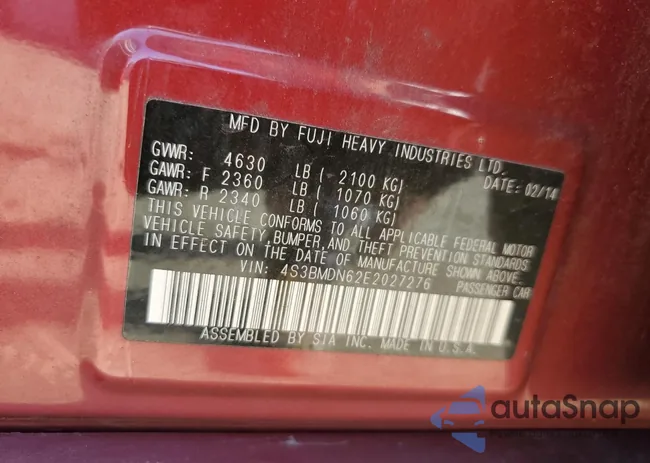 MFD BY FUJI HEAVY INDUSTRIES LTD.
GVWR: 4630 LB ( 2100 KG) DATE: 02/14
GAWR: F 2360 LB ( 1070 KG)
GAWR: R 2340 LB ( 1060 KG)
THIS VEHICLE CONFORMS TO ALL APPLICABLE FEDERAL MOTOR
VEHICLE SAFETY, BUMPER, AND THEFT PREVENTION STANDARDS
IN EFFECT ON THE DATE OF MANUFACTURE SHOWN ABOVE.
VIN: 4S3BMDN62E2027276 PASSENGER CAR
ASSEMBLED BY SIA INC. MADE IN U.S.A.
autaSnap